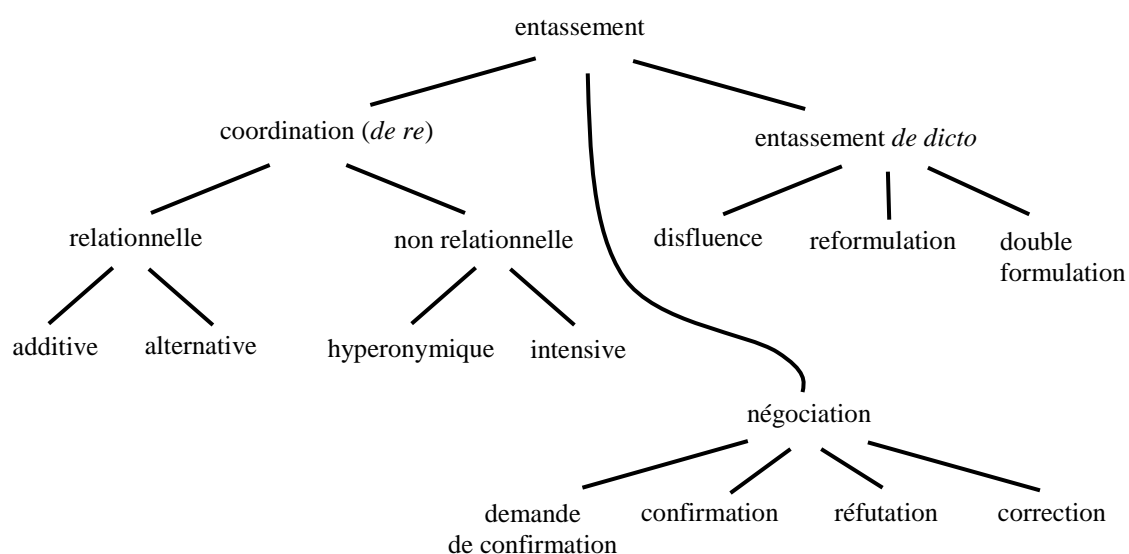 entassement
coordination (de re)
entassement de dicto
relationnelle
non relationnelle
disfluence
reformulation
double
formulation
additive
alternative
hyperonymique
intensive
négociation
demande
de confirmation
confirmation
réfutation
correction